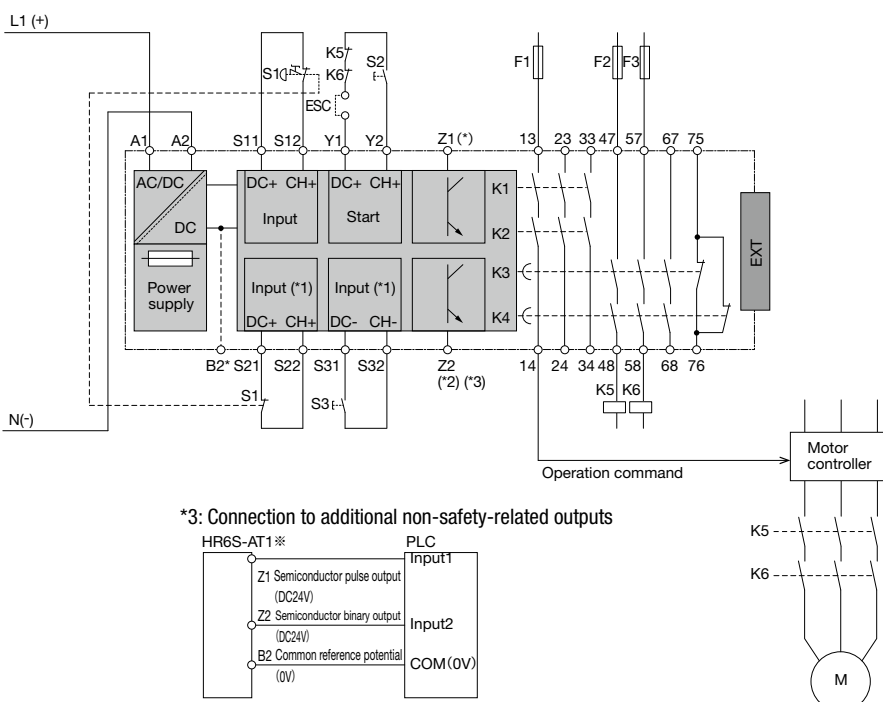 L1 (+)
K5
S1
K6
S2
ESC
F1
F2
F3
A1
A2
S11
S12
Y1
Y2
Z1(*)
13
23
33
47
57
67
75
AC/DC
DC
DC+ CH+
Input
DC+ CH+
Start
K1
K2
K3
K4
EXT
Power
supply
Input (*1)
DC+ CH+
Input (*1)
DC- CH-
B2*
S21
S22
S31
S32
Z2
(*2) (*3)
14
24
34
48
58
68
76
S1
S3
K5
K6
N(-)
Operation command
Motor
controller
*3: Connection to additional non-safety-related outputs
HR6S-AT1※
PLC
Input1
Z1 Semiconductor pulse output
(DC24V)
Z2 Semiconductor binary output
(DC24V)
Input2
B2 Common reference potential
(0V)
COM(0V)
K5
K6
M